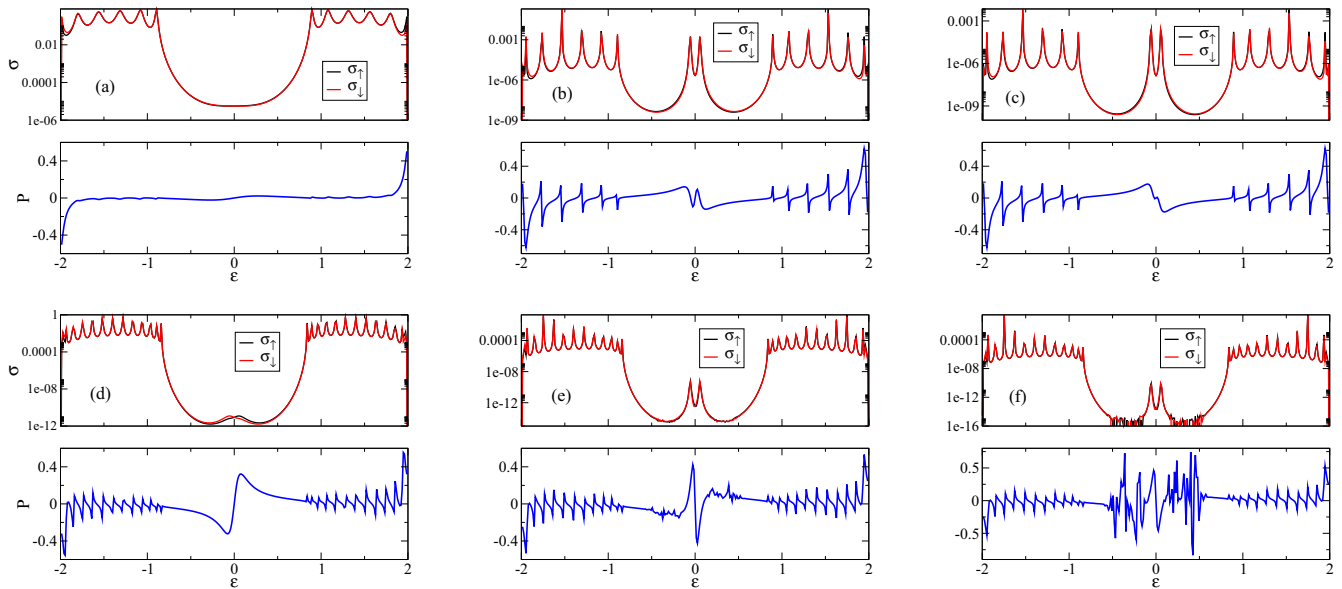 0.01
0.0001
1e-06
σ
(a)
σ↑
σ↓
0.4
0
-0.4
P
-2 -1 0 1 2
ε
0.001
1e-06
1e-09
(b)
σ↑
σ↓
0.4
0
-0.4
-2 -1 0 1 2
ε
0.001
1e-06
1e-09
(c)
σ↑
σ↓
0.4
0
-0.4
-2 -1 0 1 2
ε
1
0.0001
1e-08
1e-12
σ
(d)
σ↑
σ↓
0.4
0
-0.4
P
-2 -1 0 1 2
ε
0.0001
1e-08
1e-12
(e)
σ↑
σ↓
0.4
0
-0.4
-2 -1 0 1 2
ε
0.0001
1e-08
1e-12
1e-16
(f)
σ↑
σ↓
0.5
0
-0.5
-2 -1 0 1 2
ε